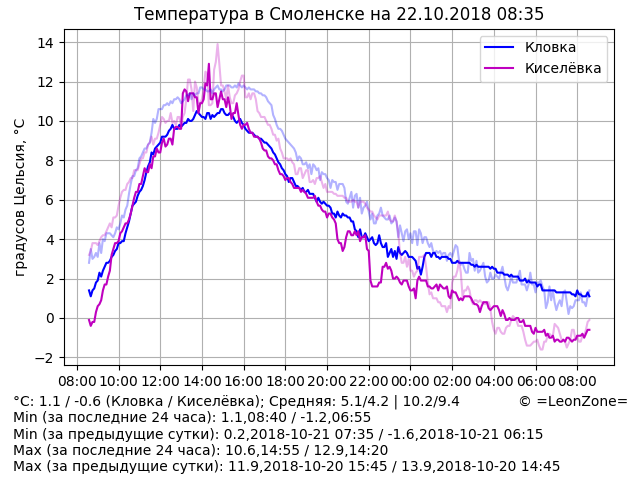 Температура в Смоленске на 22.10.2018 08:35
Кловка
Киселёвка
градусов Цельсия, °C
14
12
10
8
6
4
2
0
−2
08:00 10:00 12:00 14:00 16:00 18:00 20:00 22:00 00:00 02:00 04:00 06:00 08:00
°C: 1.1 / -0.6 (Кловка / Киселёвка); Средняя: 5.1/4.2 | 10.2/9.4 © =LeonZone=
Min (за последние 24 часа): 1.1,08:40 / -1.2,06:55
Min (за предыдущие сутки): 0.2,2018-10-21 07:35 / -1.6,2018-10-21 06:15
Max (за последние 24 часа): 10.6,14:55 / 12.9,14:20
Max (за предыдущие сутки): 11.9,2018-10-20 15:45 / 13.9,2018-10-20 14:45